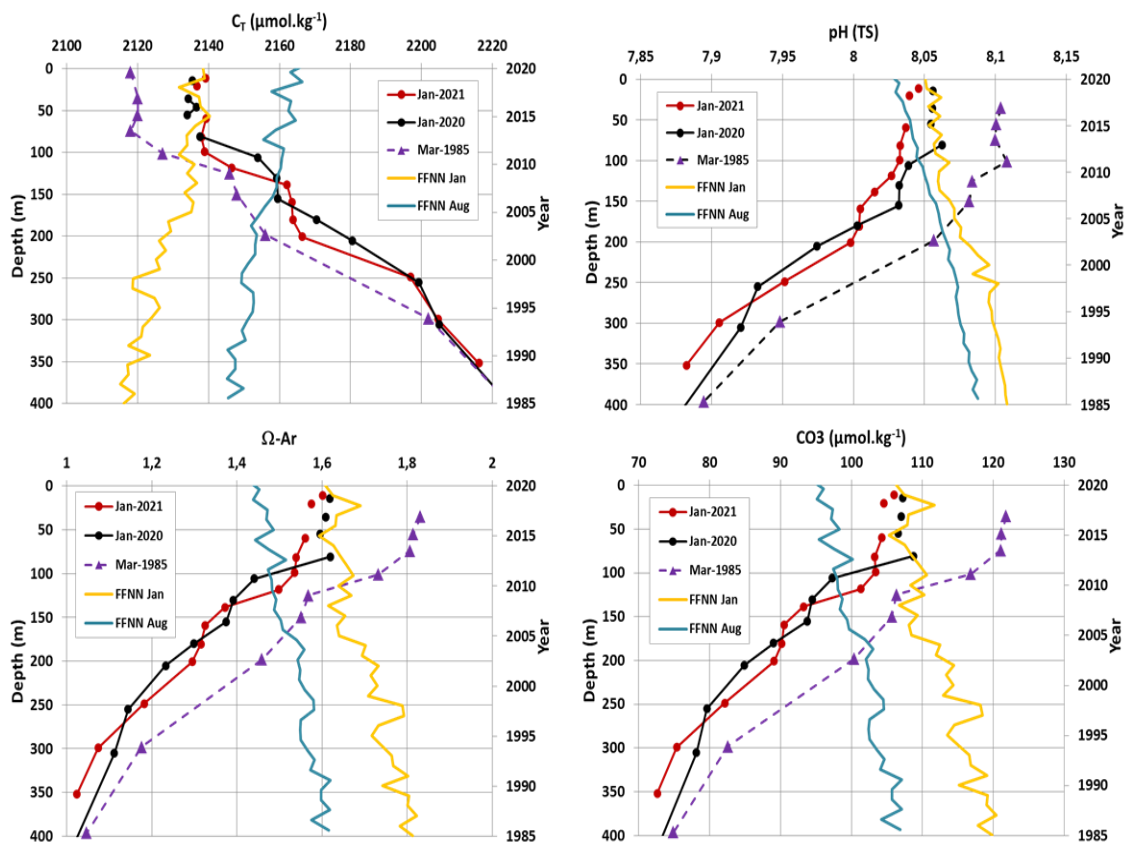 C_T (µmol.kg⁻¹)
2100 2120 2140 2160 2180 2200 2220
0 2020
50 2015
100 2010
150 2005
200 2000
250
300 1995
350 1990
400 1985
Depth (m)
Year
Jan-2021
Jan-2020
Mar-1985
FFNN Jan
FFNN Aug
pH (TS)
7,85 7,9 7,95 8 8,05 8,1 8,15
0 2020
50 2015
100 2010
150 2005
200 2000
250
300 1995
350 1990
400 1985
Depth (m)
Year
Jan-2021
Jan-2020
Mar-1985
FFNN Jan
FFNN Aug
Ω-Ar
1 1,2 1,4 1,6 1,8 2
0 2020
50 2015
100 2010
150 2005
200 2000
250
300 1995
350 1990
400 1985
Depth (m)
Year
Jan-2021
Jan-2020
Mar-1985
FFNN Jan
FFNN Aug
CO3 (µmol.kg⁻¹)
70 80 90 100 110 120 130
0 2020
50 2015
100 2010
150 2005
200 2000
250
300 1995
350 1990
400 1985
Depth (m)
Year
Jan-2021
Jan-2020
Mar-1985
FFNN Jan
FFNN Aug